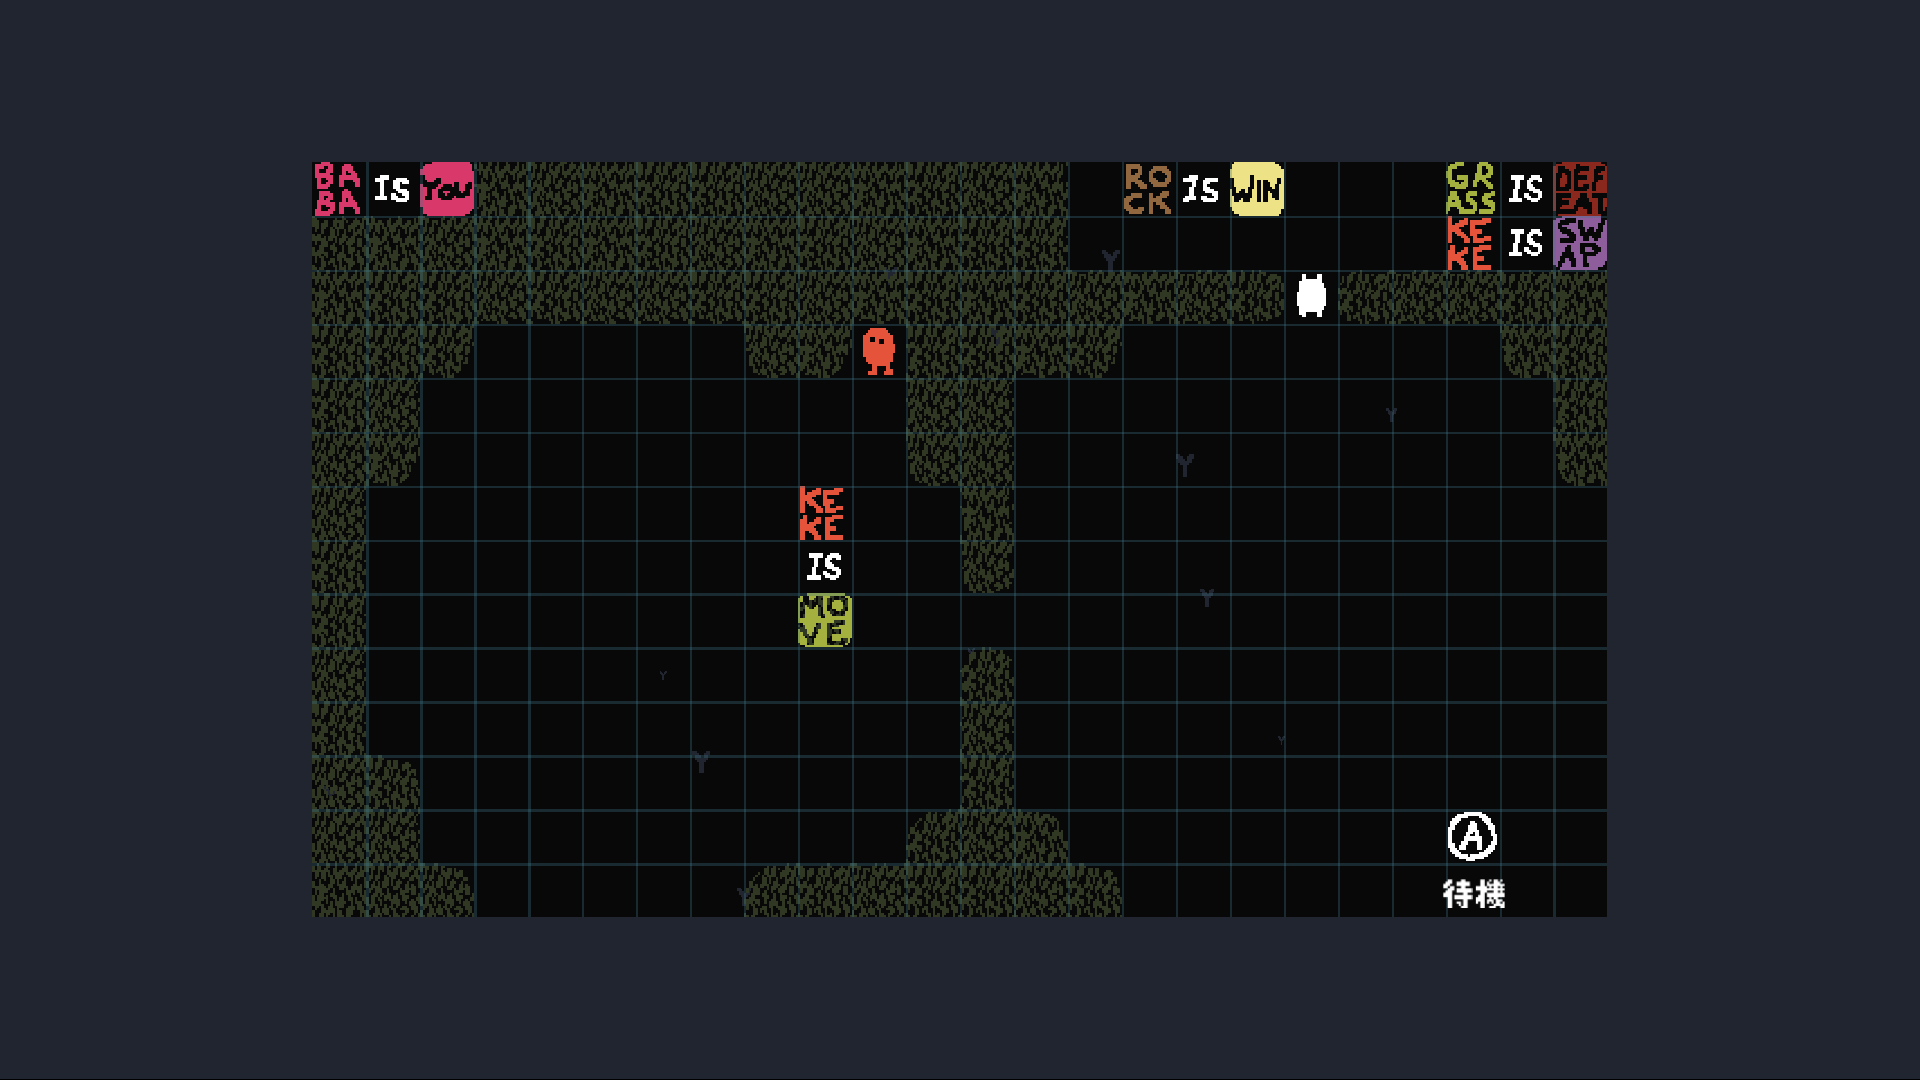 BABA IS YOU
ROCK IS WIN
GRASS IS DEFEAT
KEKE IS SWAP
KEKE
IS
MOVE
A
待機